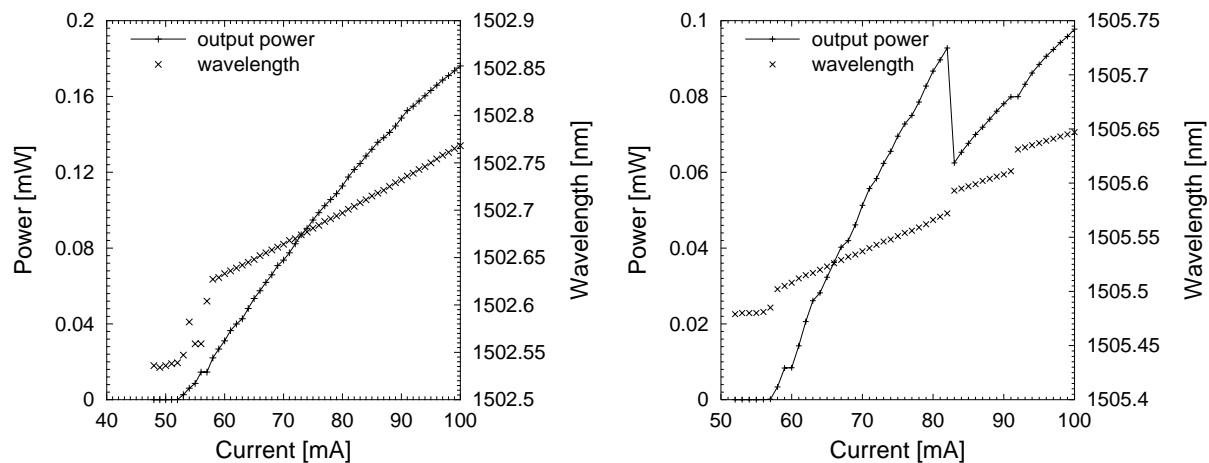 output power
wavelength
0
0.04
0.08
0.12
0.16
0.2
40 50 60 70 80 90 100
1502.5
1502.55
1502.6
1502.65
1502.7
1502.75
1502.8
1502.85
1502.9
Power [mW]
Wavelength [nm]
Current [mA]
output power
wavelength
0
0.02
0.04
0.06
0.08
0.1
50 60 70 80 90 100
1505.4
1505.45
1505.5
1505.55
1505.6
1505.65
1505.7
1505.75
Power [mW]
Wavelength [nm]
Current [mA]